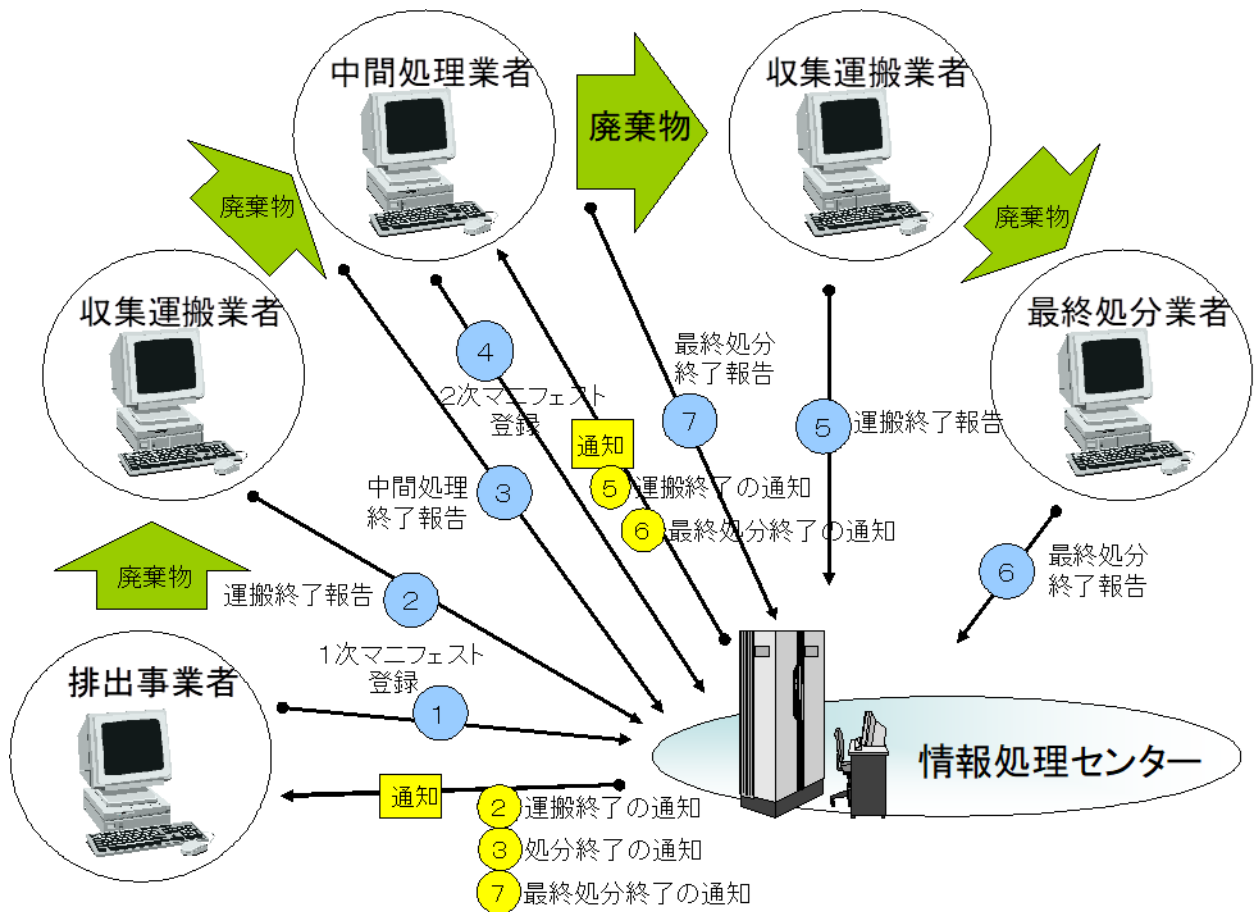 中間処理業者
収集運搬業者
廃棄物
廃棄物
廃棄物
収集運搬業者
最終処分業者
4
2次マニフェスト
登録
最終処分
終了報告
7
5
運搬終了報告
通知
5
運搬終了の通知
6
最終処分終了の通知
中間処理
終了報告
3
6
最終処分
終了報告
廃棄物
運搬終了報告
2
1次マニフェスト
登録
1
排出事業者
情報処理センター
通知
2
運搬終了の通知
3
処分終了の通知
7
最終処分終了の通知